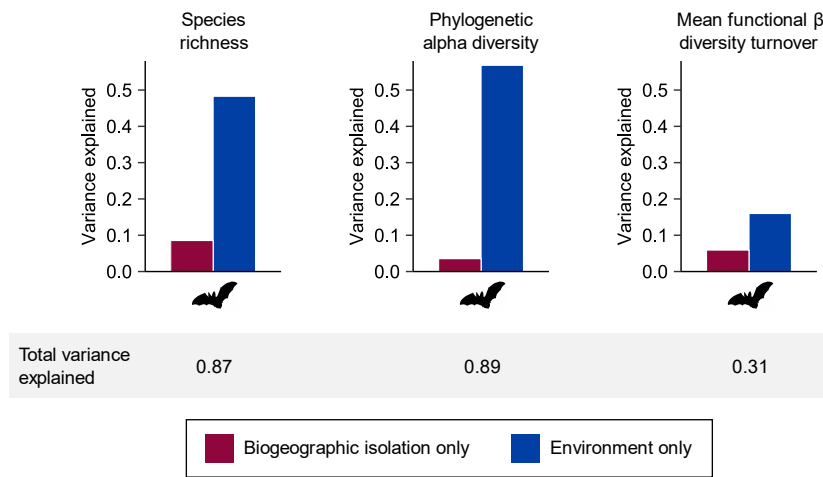 Species
richness
Phylogenetic
alpha diversity
Mean functional β
diversity turnover
Variance explained
0.5
0.4
0.3
0.2
0.1
0.0
Variance explained
0.5
0.4
0.3
0.2
0.1
0.0
Variance explained
0.5
0.4
0.3
0.2
0.1
0.0
Total variance
explained
0.87
0.89
0.31
Biogeographic isolation only
Environment only